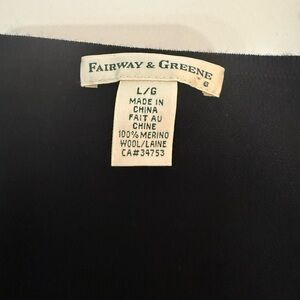 FAIRWAY & GREENE
L/G
MADE IN
CHINA
FAIT AU
CHINE
100% MERINO
WOOL/LAINE
CA#34753